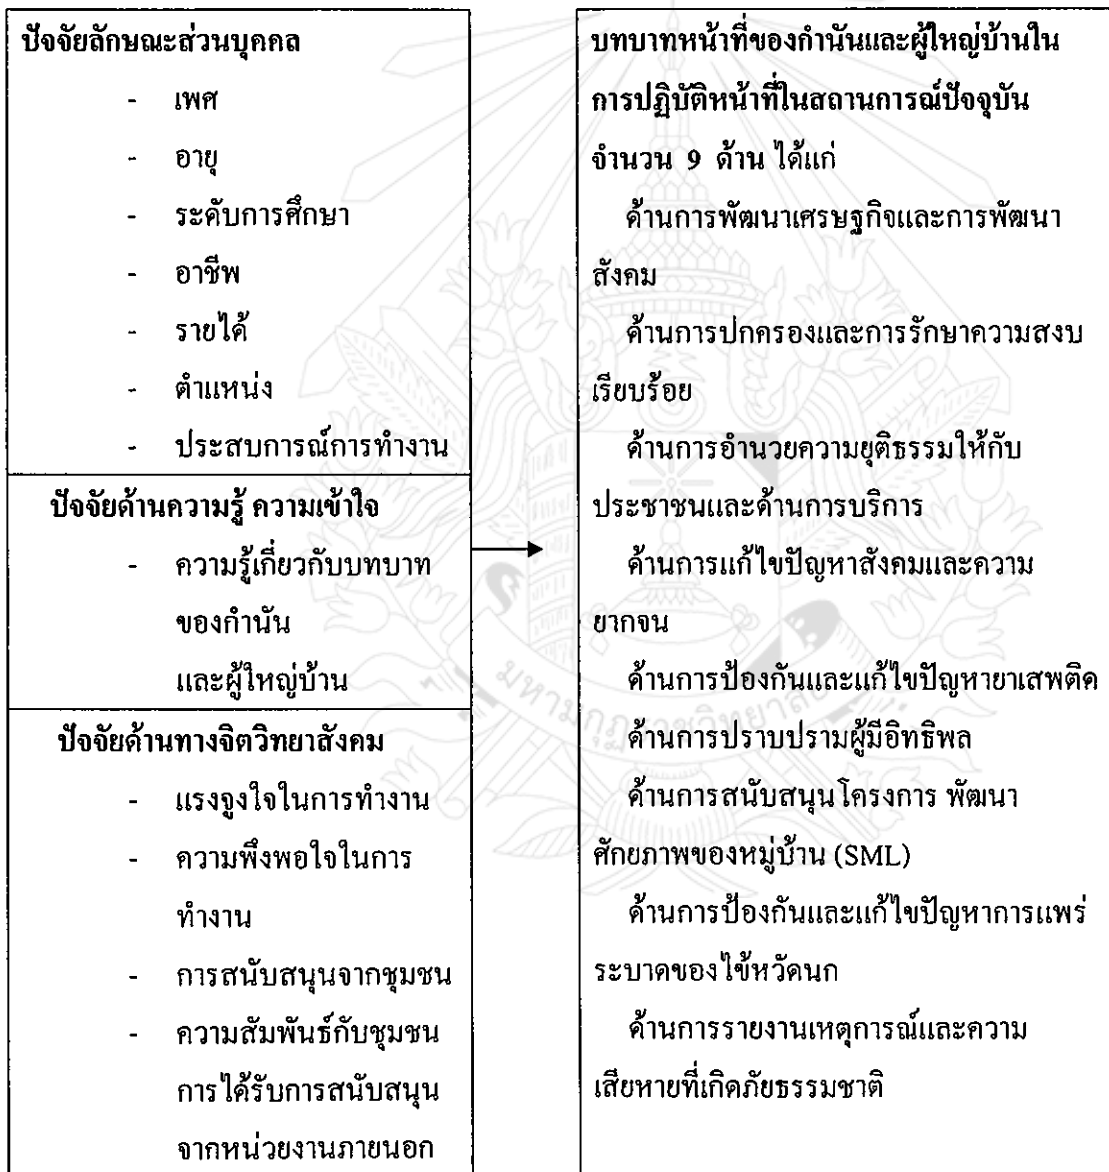 ปัจจัยลักษณะส่วนบุคคล
- เพศ
- อายุ
- ระดับการศึกษา
- อาชีพ
- รายได้
- ตำแหน่ง
- ประสบการณ์การทำงาน
ปัจจัยด้านความรู้ ความเข้าใจ
- ความรู้เกี่ยวกับบทบาท
ของกำนัน
และผู้ใหญ่บ้าน
ปัจจัยด้านทางจิตวิทยาสังคม
- แรงจูงใจในการทำงาน
- ความพึงพอใจในการ
ทำงาน
- การสนับสนุนจากชุมชน
- ความสัมพันธ์กับชุมชน
การได้รับการสนับสนุน
จากหน่วยงานภายนอก
บทบาทหน้าที่ของกำนันและผู้ใหญ่บ้านใน
การปฏิบัติหน้าที่ในสถานการณ์ปัจจุบัน
จำนวน 9 ด้าน ได้แก่
ด้านการพัฒนาเศรษฐกิจและการพัฒนา
สังคม
ด้านการปกครองและการรักษาความสงบ
เรียบร้อย
ด้านการอำนวยความยุติธรรมให้กับ
ประชาชนและด้านการบริการ
ด้านการแก้ไขปัญหาสังคมและความ
ยากจน
ด้านการป้องกันและแก้ไขปัญหายาเสพติด
ด้านการปราบปรามผู้มีอิทธิพล
ด้านการสนับสนุนโครงการ พัฒนา
ศักยภาพของหมู่บ้าน (SML)
ด้านการป้องกันและแก้ไขปัญหาการแพร่
ระบาดของไข้หวัดนก
ด้านการรายงานเหตุการณ์และความ
เสียหายที่เกิดภัยธรรมชาติ